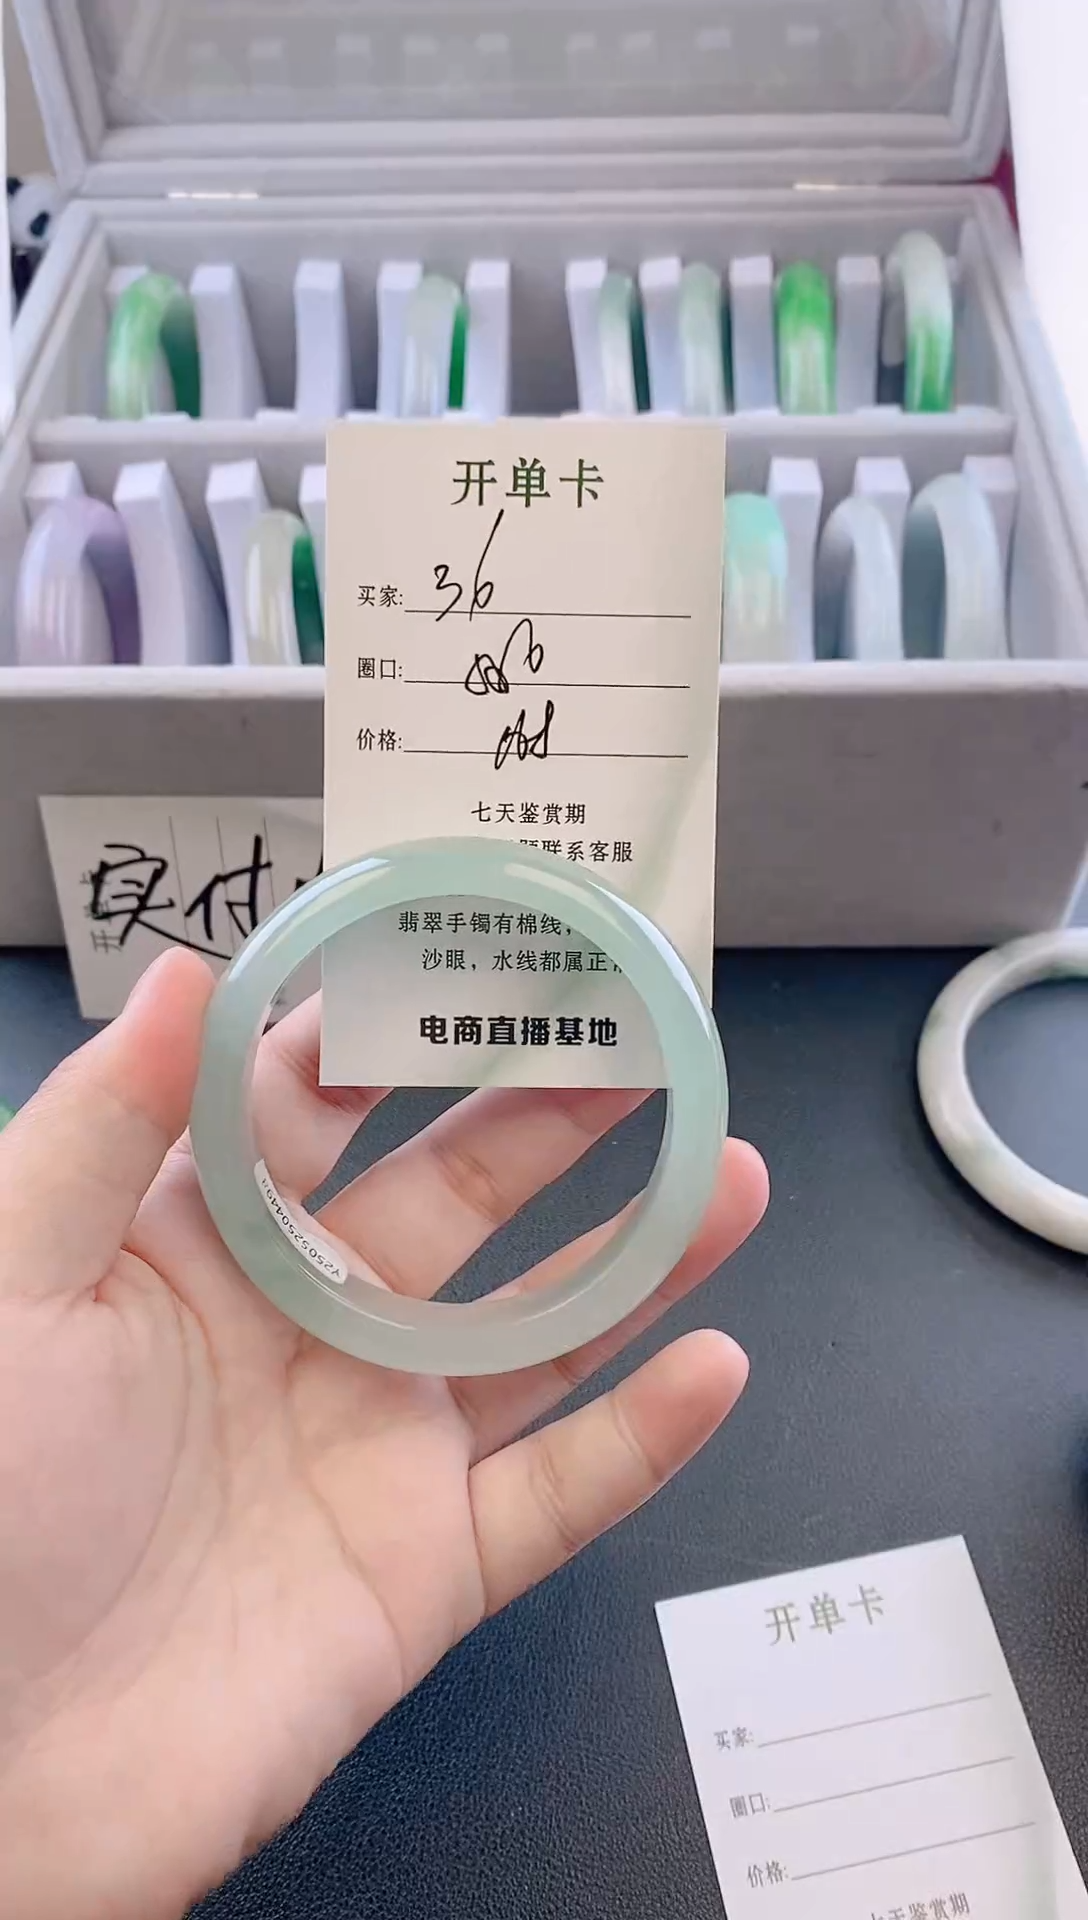 开单卡
买家: 36
圈口:
价格:
七天鉴赏期
联系客服
翡翠手镯有棉线,
沙眼，水线都属正
电商直播基地
实付
Y250525044911
开单卡
买家:
圈口:
价格:
七天鉴赏期